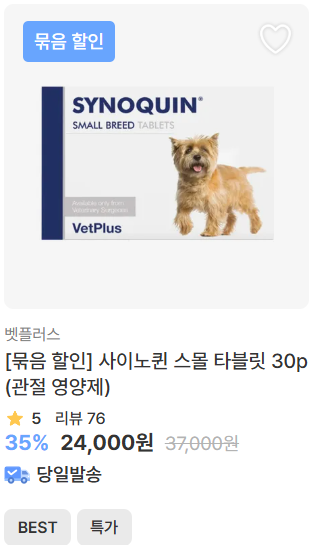 묶음 할인
SYNOQUIN®
SMALL BREED TABLETS
Available only from
Veterinary Surgeries
VetPlus
벳플러스
[묶음 할인] 사이노퀸 스몰 타블릿 30p
(관절 영양제)
5 리뷰 76
35% 24,000원 37,000원
당일발송
BEST 특가